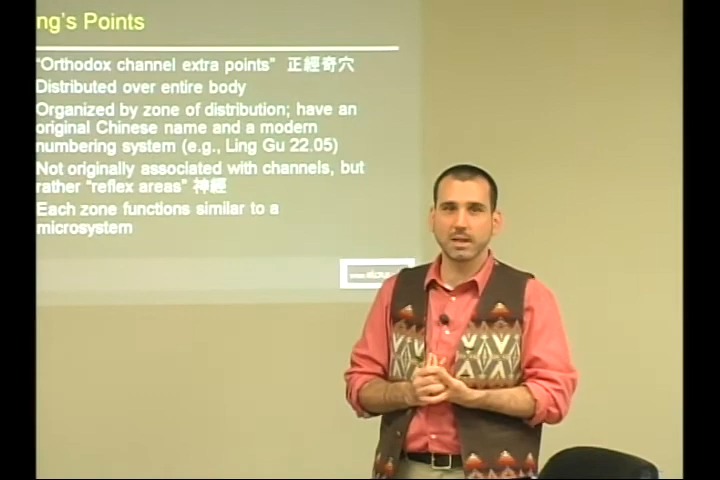 ng's Points
"Orthodox channel extra points" 正經奇穴
Distributed over entire body
Organized by zone of distribution; have an
original Chinese name and a modern
numbering system (e.g., Ling Gu 22.05)
Not originally associated with channels, but
rather "reflex areas" 神經
Each zone functions similar to a
microsystem